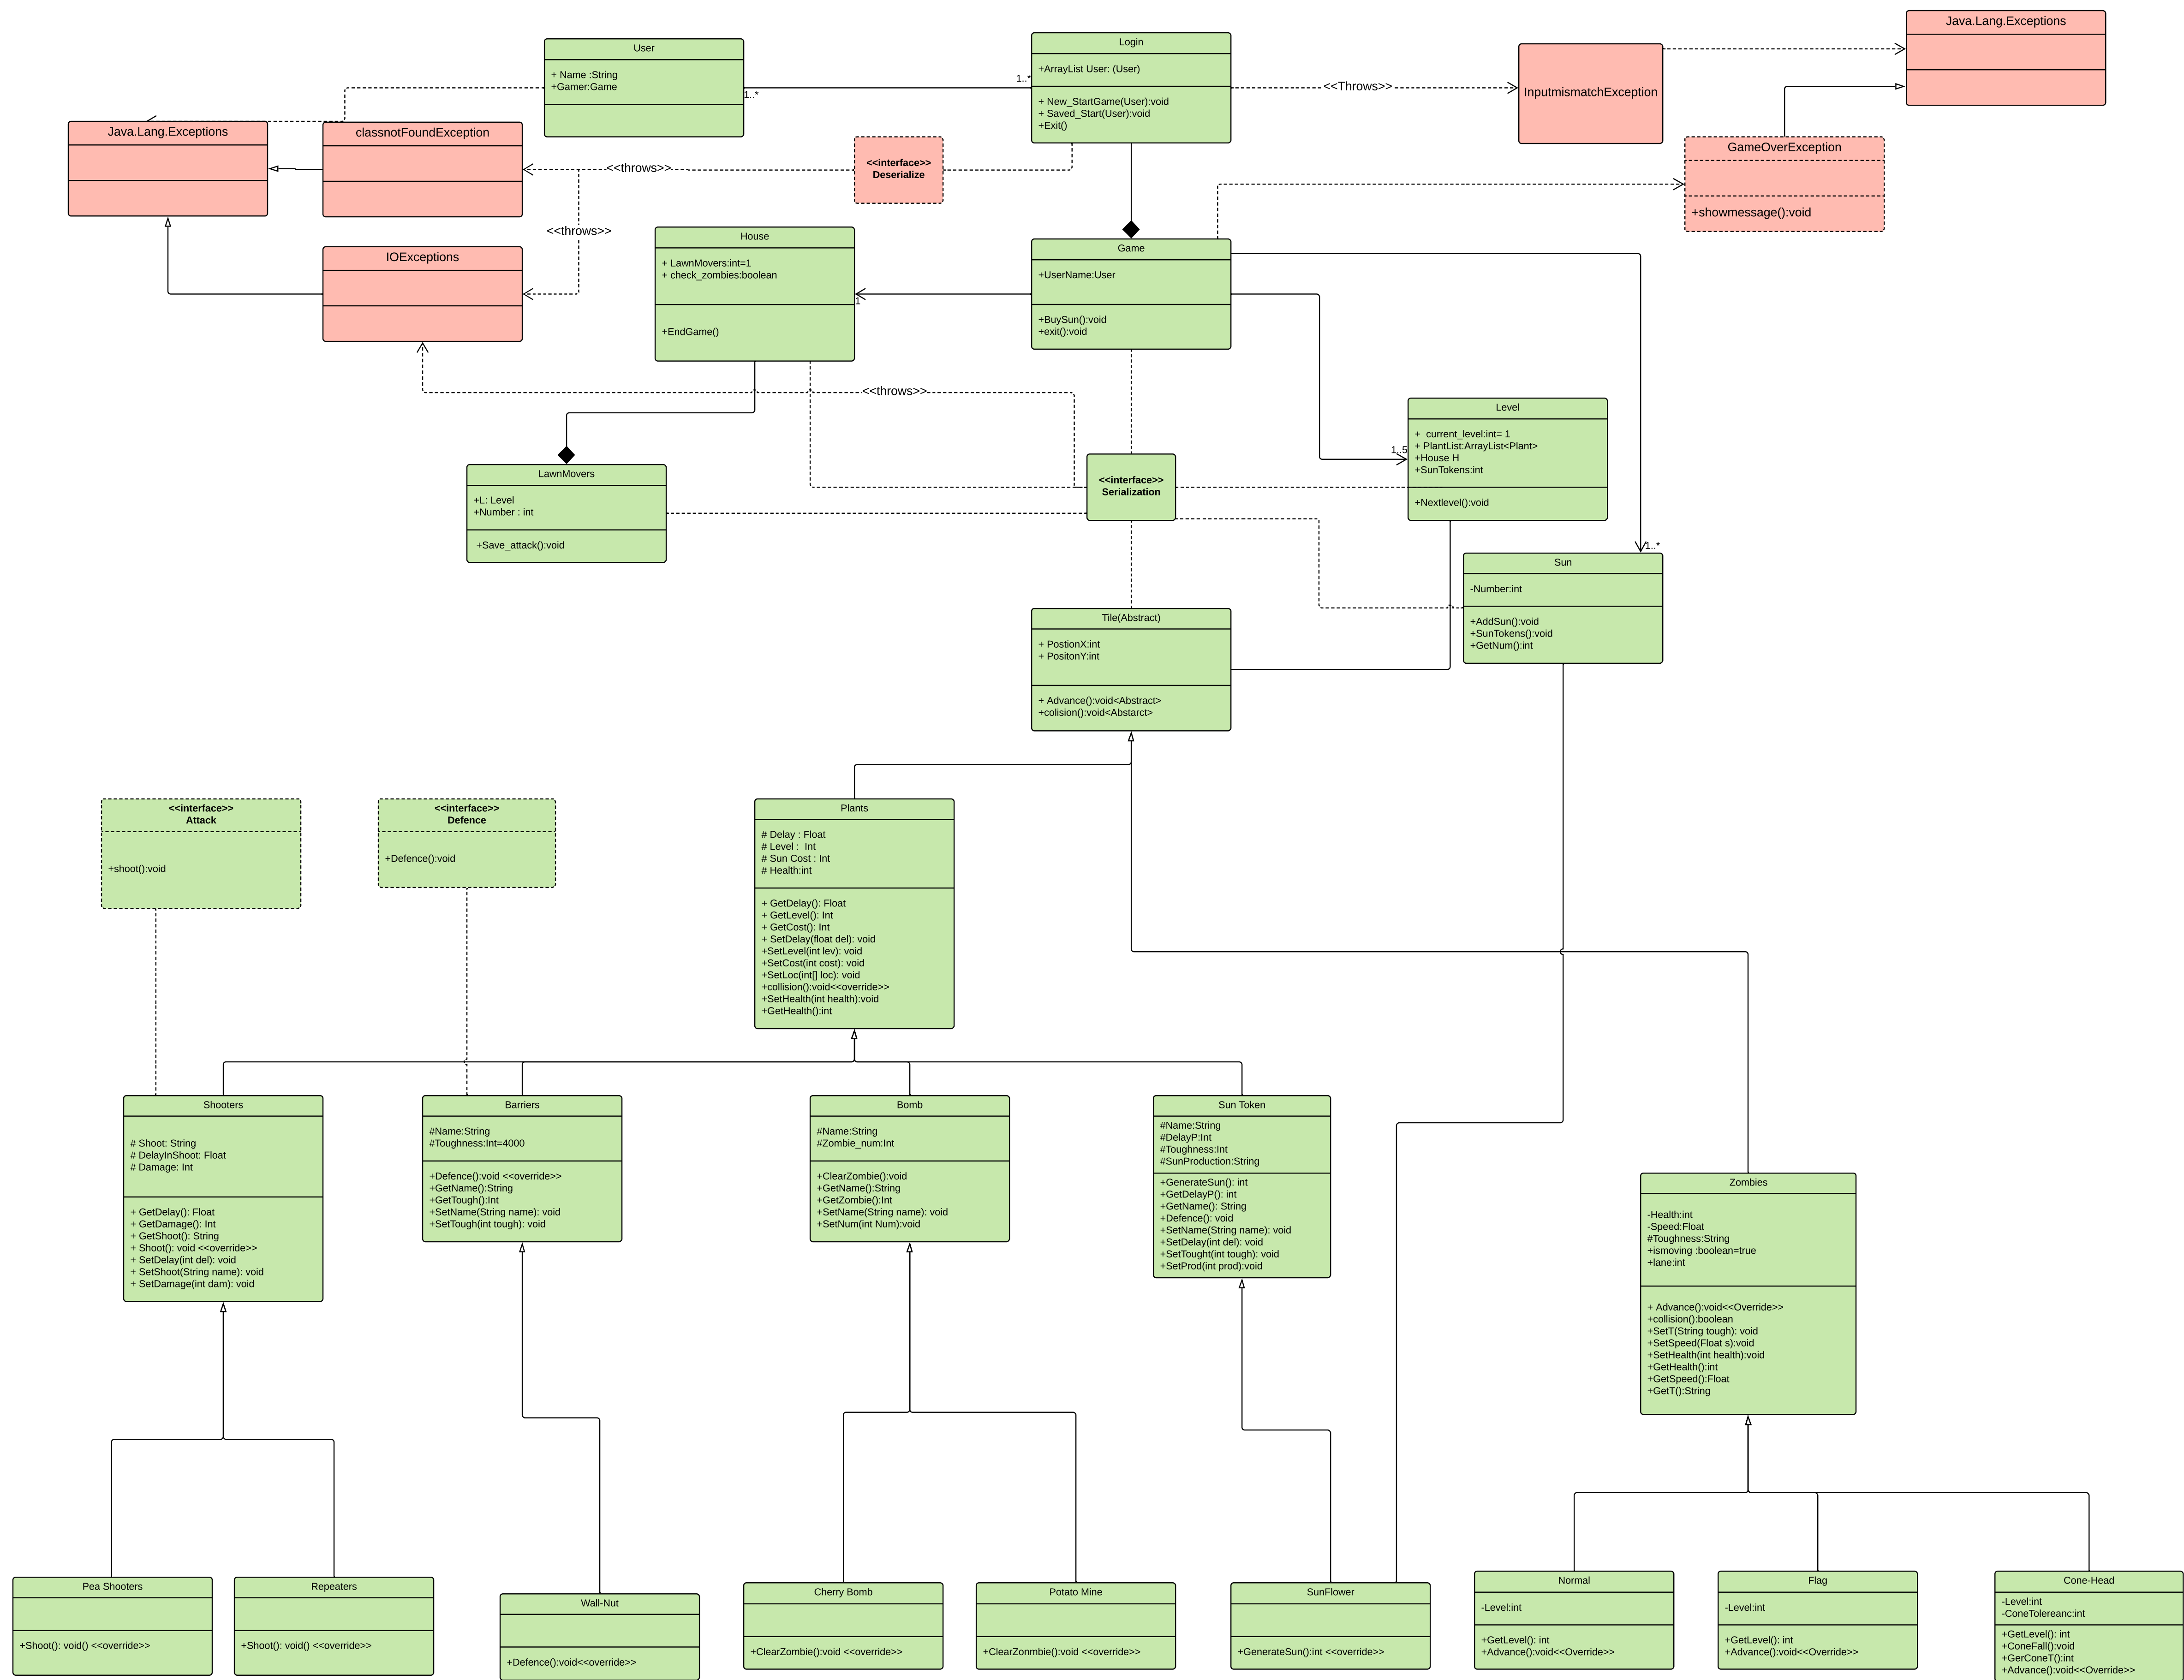 Java.Lang.Exceptions
User
+ Name :String
+Gamer:Game
1..*
Login
+ArrayList User: (User)
+ New_StartGame(User):void
+ Saved_Start(User):void
+Exit()
1..*
<<Throws>>
InputmismatchException
GameOverException
+showmessage():void
Java.Lang.Exceptions
classnotFoundException
<<throws>>
<<interface>>
Deserialize
<<throws>>
IOExceptions
House
+ LawnMovers:int=1
+ check_zombies:boolean
+EndGame()
1
Game
+UserName:User
+BuySun():void
+exit():void
<<throws>>
Level
+  current_level:int= 1
+ PlantList:ArrayList<Plant>
+House H
+SunTokens:int
+Nextlevel():void
1..5
LawnMovers
+L: Level
+Number : int
+Save_attack():void
<<interface>>
Serialization
1..*
Sun
-Number:int
+AddSun():void
+SunTokens():void
+GetNum():int
Tile(Abstract)
+ PostionX:int
+ PositonY:int
+ Advance():void<Abstract>
+colision():void<Abstarct>
<<interface>>
Attack
+shoot():void
<<interface>>
Defence
+Defence():void
Plants
# Delay : Float
# Level :  Int
# Sun Cost : Int
# Health:int
+ GetDelay(): Float
+ GetLevel(): Int
+ GetCost(): Int
+ SetDelay(float del): void
+SetLevel(int lev): void
+SetCost(int cost): void
+SetLoc(int[] loc): void
+collision():void<<override>>
+SetHealth(int health):void
+GetHealth():int
Shooters
# Shoot: String
# DelayInShoot: Float
# Damage: Int
+ GetDelay(): Float
+ GetDamage(): Int
+ GetShoot(): String
+ Shoot(): void <<override>>
+ SetDelay(int del): void
+ SetShoot(String name): void
+ SetDamage(int dam): void
Barriers
#Name:String
#Toughness:Int=4000
+Defence():void <<override>>
+GetName():String
+GetTough():Int
+SetName(String name): void
+SetTough(int tough): void
Bomb
#Name:String
#Zombie_num:Int
+ClearZombie():void
+GetName():String
+GetZombie():Int
+SetName(String name): void
+SetNum(int Num):void
Sun Token
#Name:String
#DelayP:Int
#Toughness:Int
#SunProduction:String
+GenerateSun(): int
+GetDelayP(): int
+GetName(): String
+Defence(): void
+SetName(String name): void
+SetDelay(int del): void
+SetTought(int tough): void
+SetProd(int prod):void
Zombies
-Health:int
-Speed:Float
#Toughness:String
+ismoving :boolean=true
+lane:int
+ Advance():void<<Override>>
+collision():boolean
+SetT(String tough): void
+SetSpeed(Float s):void
+SetHealth(int health):void
+GetHealth():int
+GetSpeed():Float
+GetT():String
Pea Shooters
+Shoot(): void() <<override>>
Repeaters
+Shoot(): void() <<override>>
Wall-Nut
+Defence():void<<override>>
Cherry Bomb
+ClearZombie():void <<override>>
Potato Mine
+ClearZonmbie():void <<override>>
SunFlower
+GenerateSun():int <<override>>
Normal
-Level:int
+GetLevel(): int
+Advance():void<<Override>>
Flag
-Level:int
+GetLevel(): int
+Advance():void<<Override>>
Cone-Head
-Level:int
-ConeTolereanc:int
+GetLevel(): int
+ConeFall():void
+GerConeT():int
+Advance():void<<Override>>